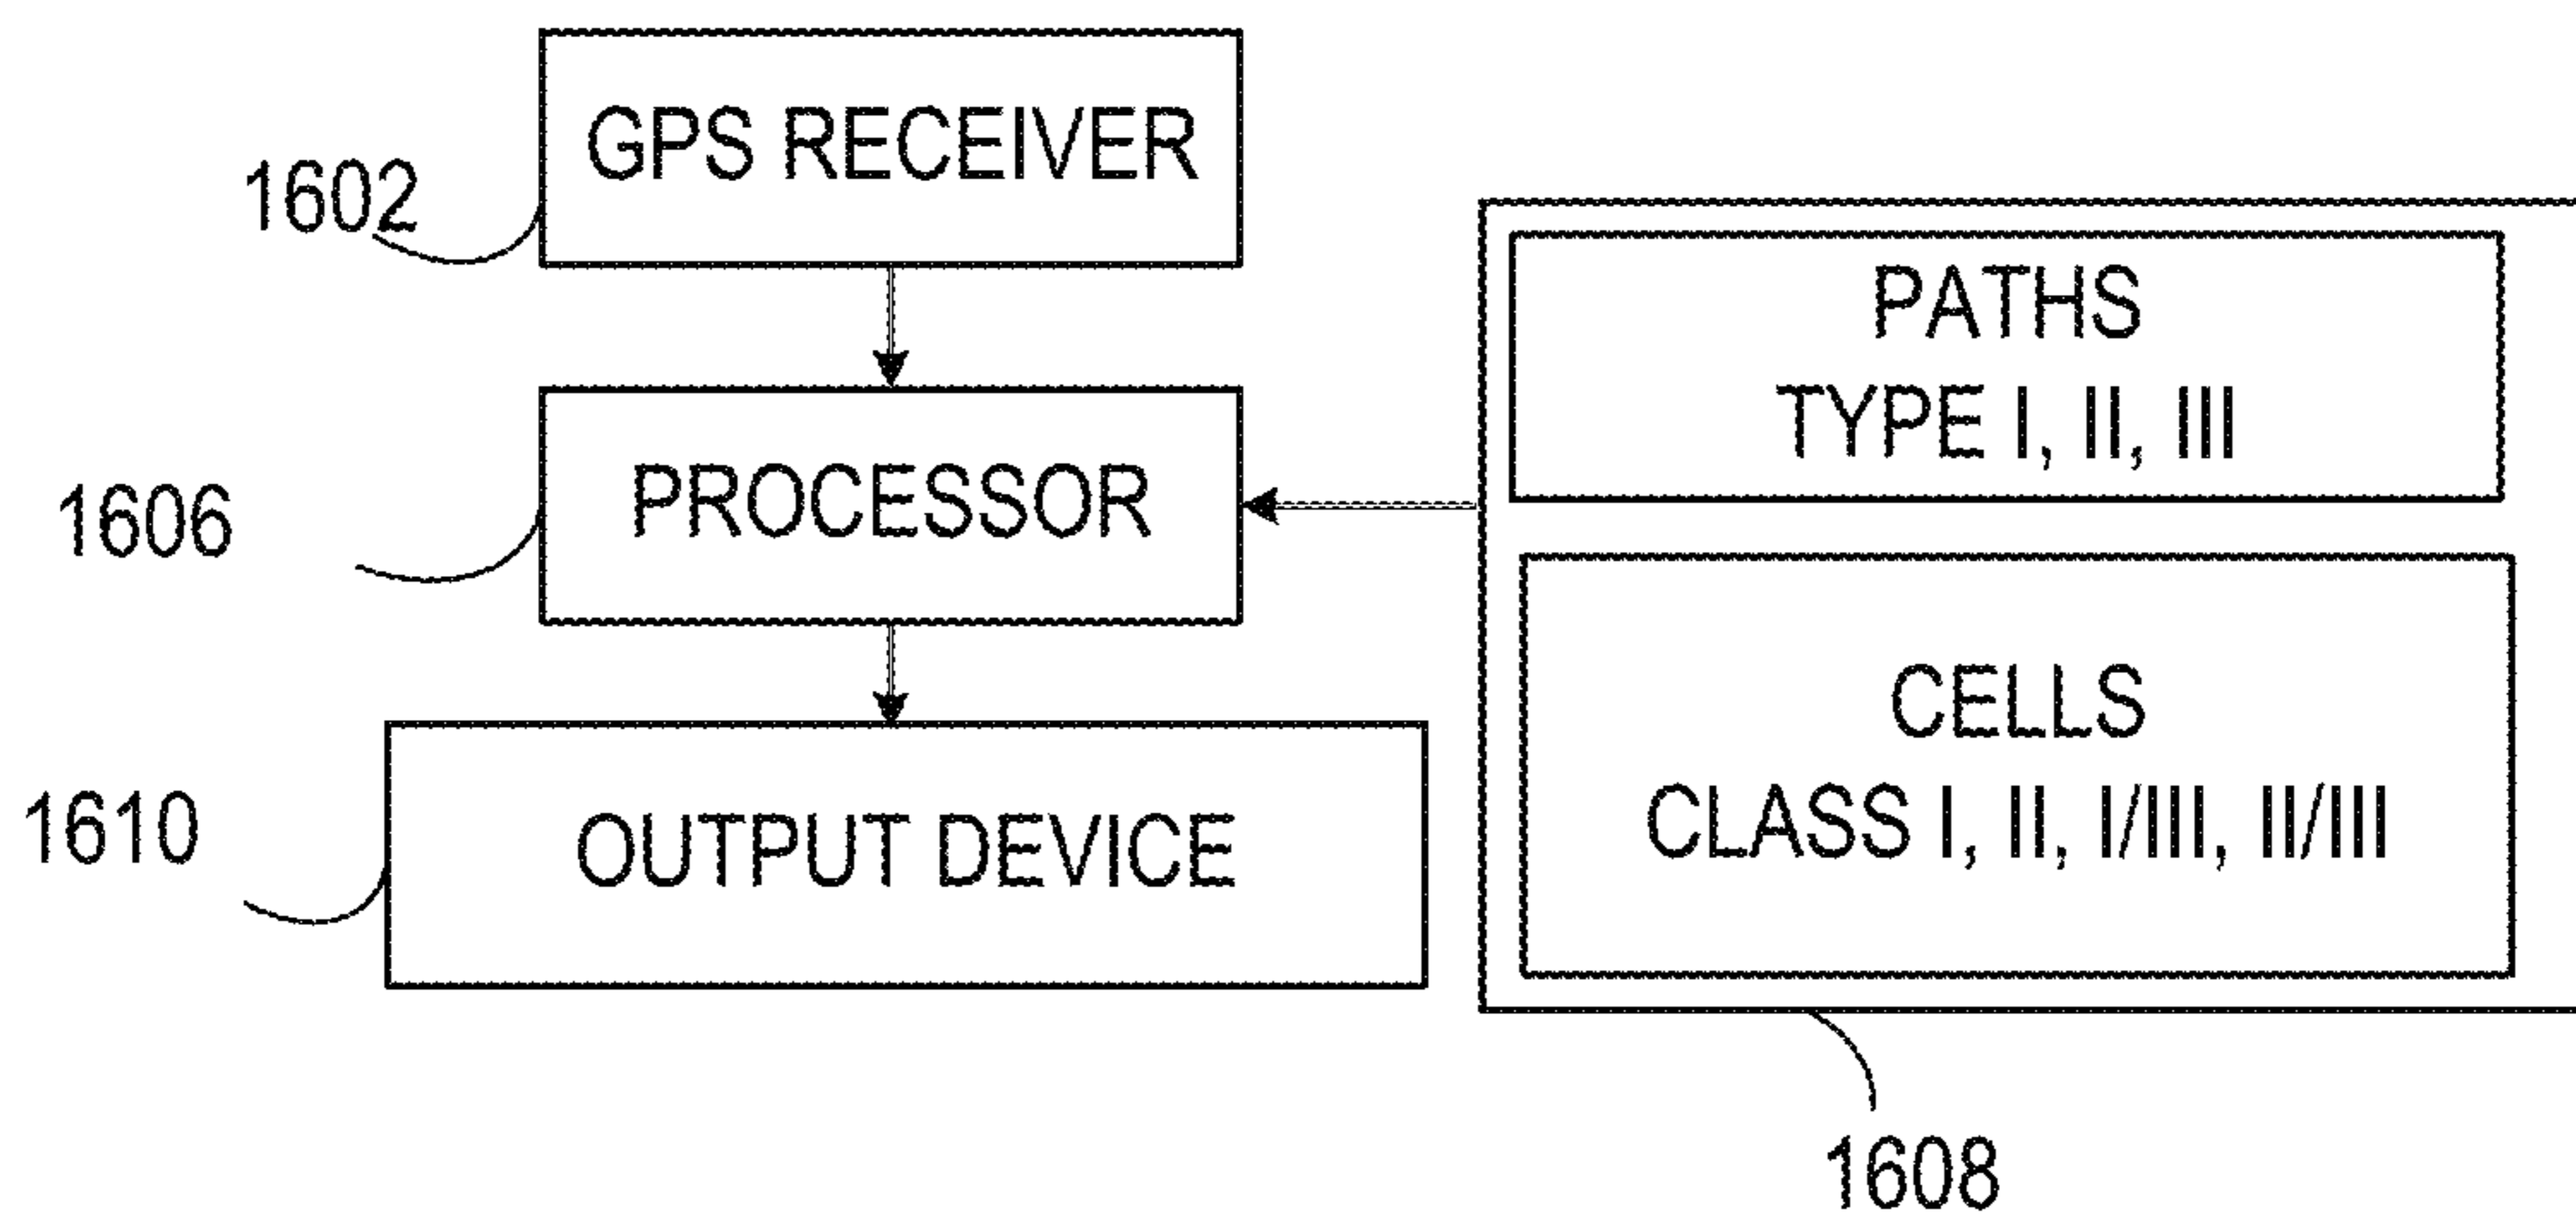 GPS RECEIVER
1602
PATHS
TYPE I, II, III
PROCESSOR
1606
CELLS
CLASS I, II, I/III, II/III
OUTPUT DEVICE
1610
1608